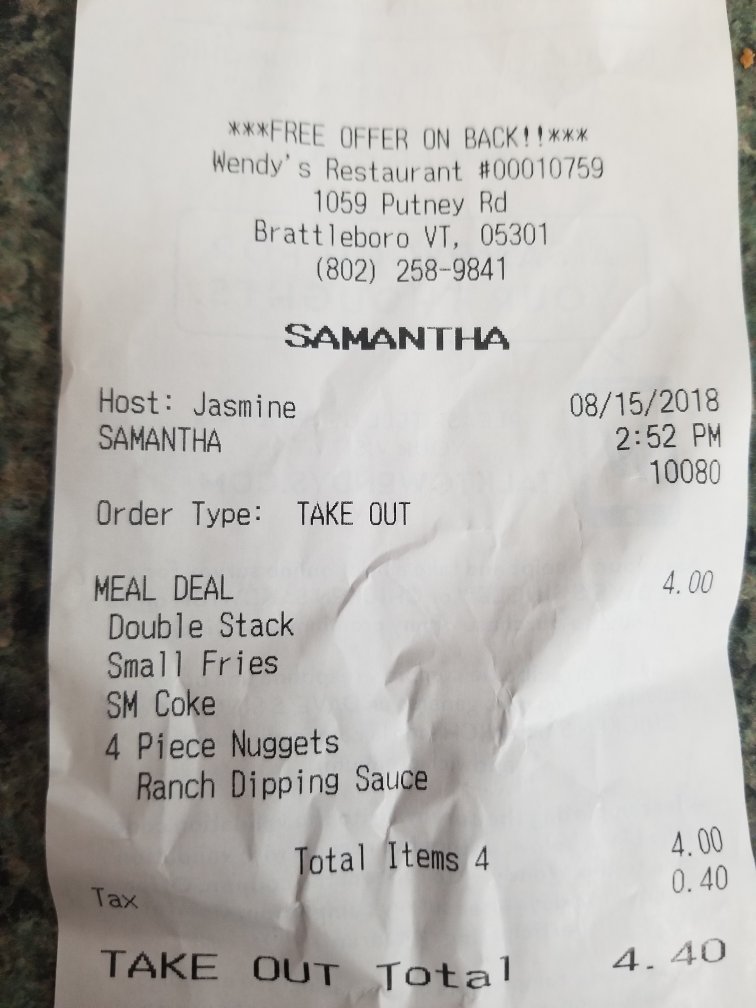 ***FREE OFFER ON BACK!!***
Wendy's Restaurant #00010759
1059 Putney Rd
Brattleboro VT, 05301
(802) 258-9841
SAMANTHA
Host: Jasmine 08/15/2018
SAMANTHA 2:52 PM
10080
Order Type: TAKE OUT
MEAL DEAL 4.00
Double Stack
Small Fries
SM Coke
4 Piece Nuggets
Ranch Dipping Sauce
Total Items 4 4.00
Tax 0.40
TAKE OUT Total 4.40